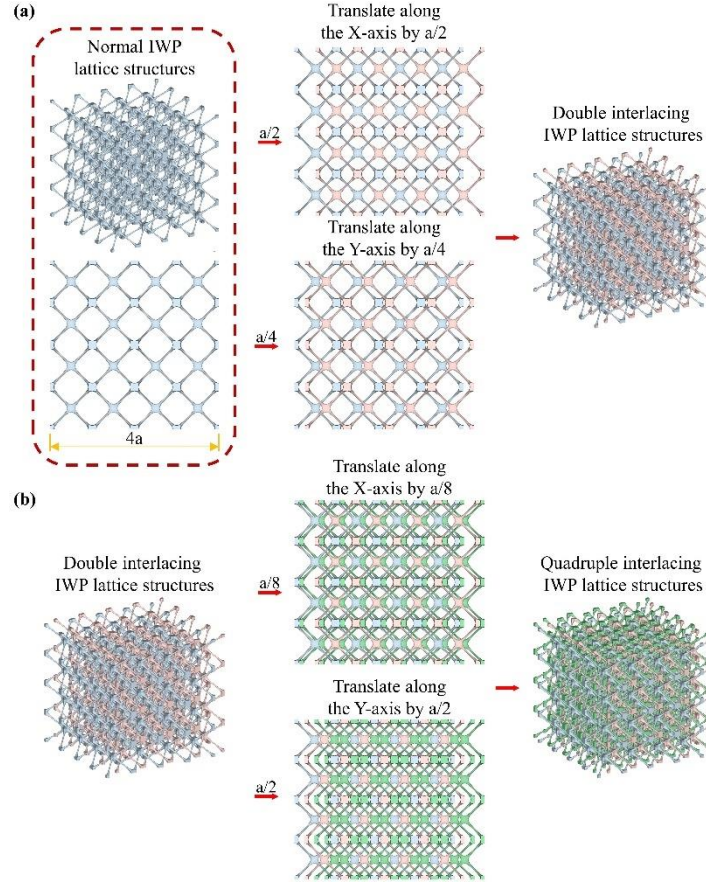 (a)
Normal IWP
lattice structures
4a
a/2
a/4
Translate along
the X-axis by a/2
Translate along
the Y-axis by a/4
Double interlacing
IWP lattice structures
(b)
Double interlacing
IWP lattice structures
a/8
a/2
Translate along
the X-axis by a/8
Translate along
the Y-axis by a/2
Quadruple interlacing
IWP lattice structures